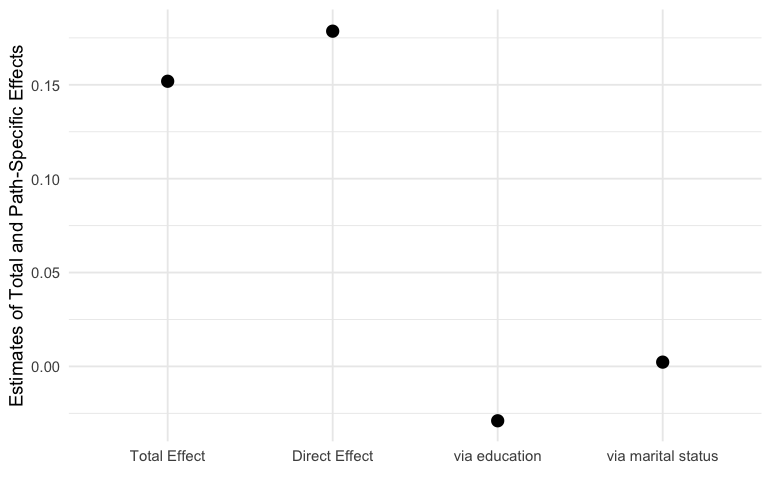 Estimates of Total and Path-Specific Effects
0.15
0.10
0.05
0.00
Total Effect
Direct Effect
via education
via marital status